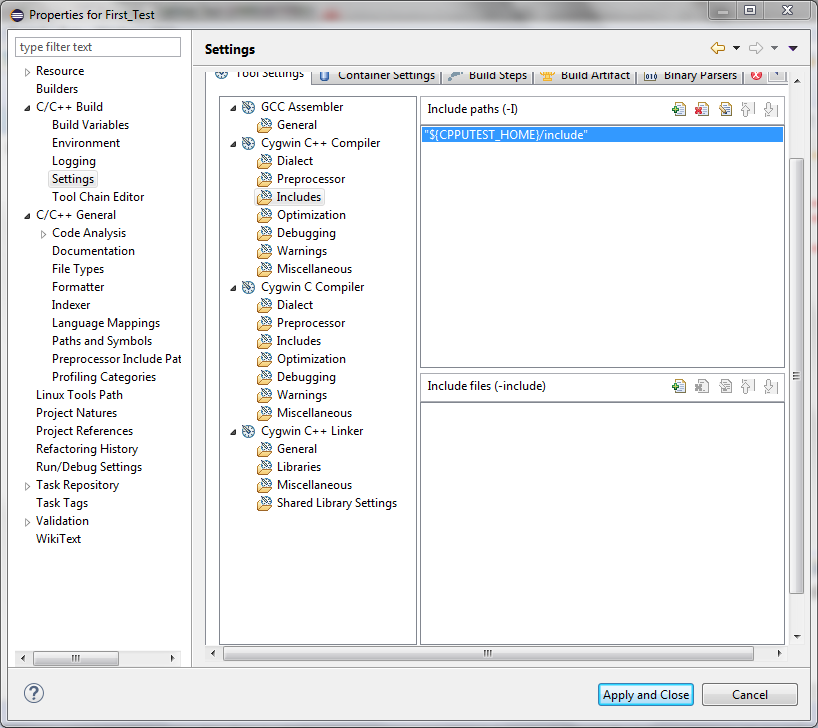 Properties for First_Test
type filter text
Resource
Builders
C/C++ Build
Build Variables
Environment
Logging
Settings
Tool Chain Editor
C/C++ General
Code Analysis
Documentation
File Types
Formatter
Indexer
Language Mappings
Paths and Symbols
Preprocessor Include Pat
Profiling Categories
Linux Tools Path
Project Natures
Project References
Refactoring History
Run/Debug Settings
Task Repository
Task Tags
Validation
WikiText
Settings
Tool Settings Container Settings Build Steps Build Artifact Binary Parsers
GCC Assembler
General
Cygwin C++ Compiler
Dialect
Preprocessor
Includes
Optimization
Debugging
Warnings
Miscellaneous
Cygwin C Compiler
Dialect
Preprocessor
Includes
Optimization
Debugging
Warnings
Miscellaneous
Cygwin C++ Linker
General
Libraries
Miscellaneous
Shared Library Settings
Include paths (-I)
"${CPPUTEST_HOME}/include"
Include files (-include)
Apply and Close
Cancel